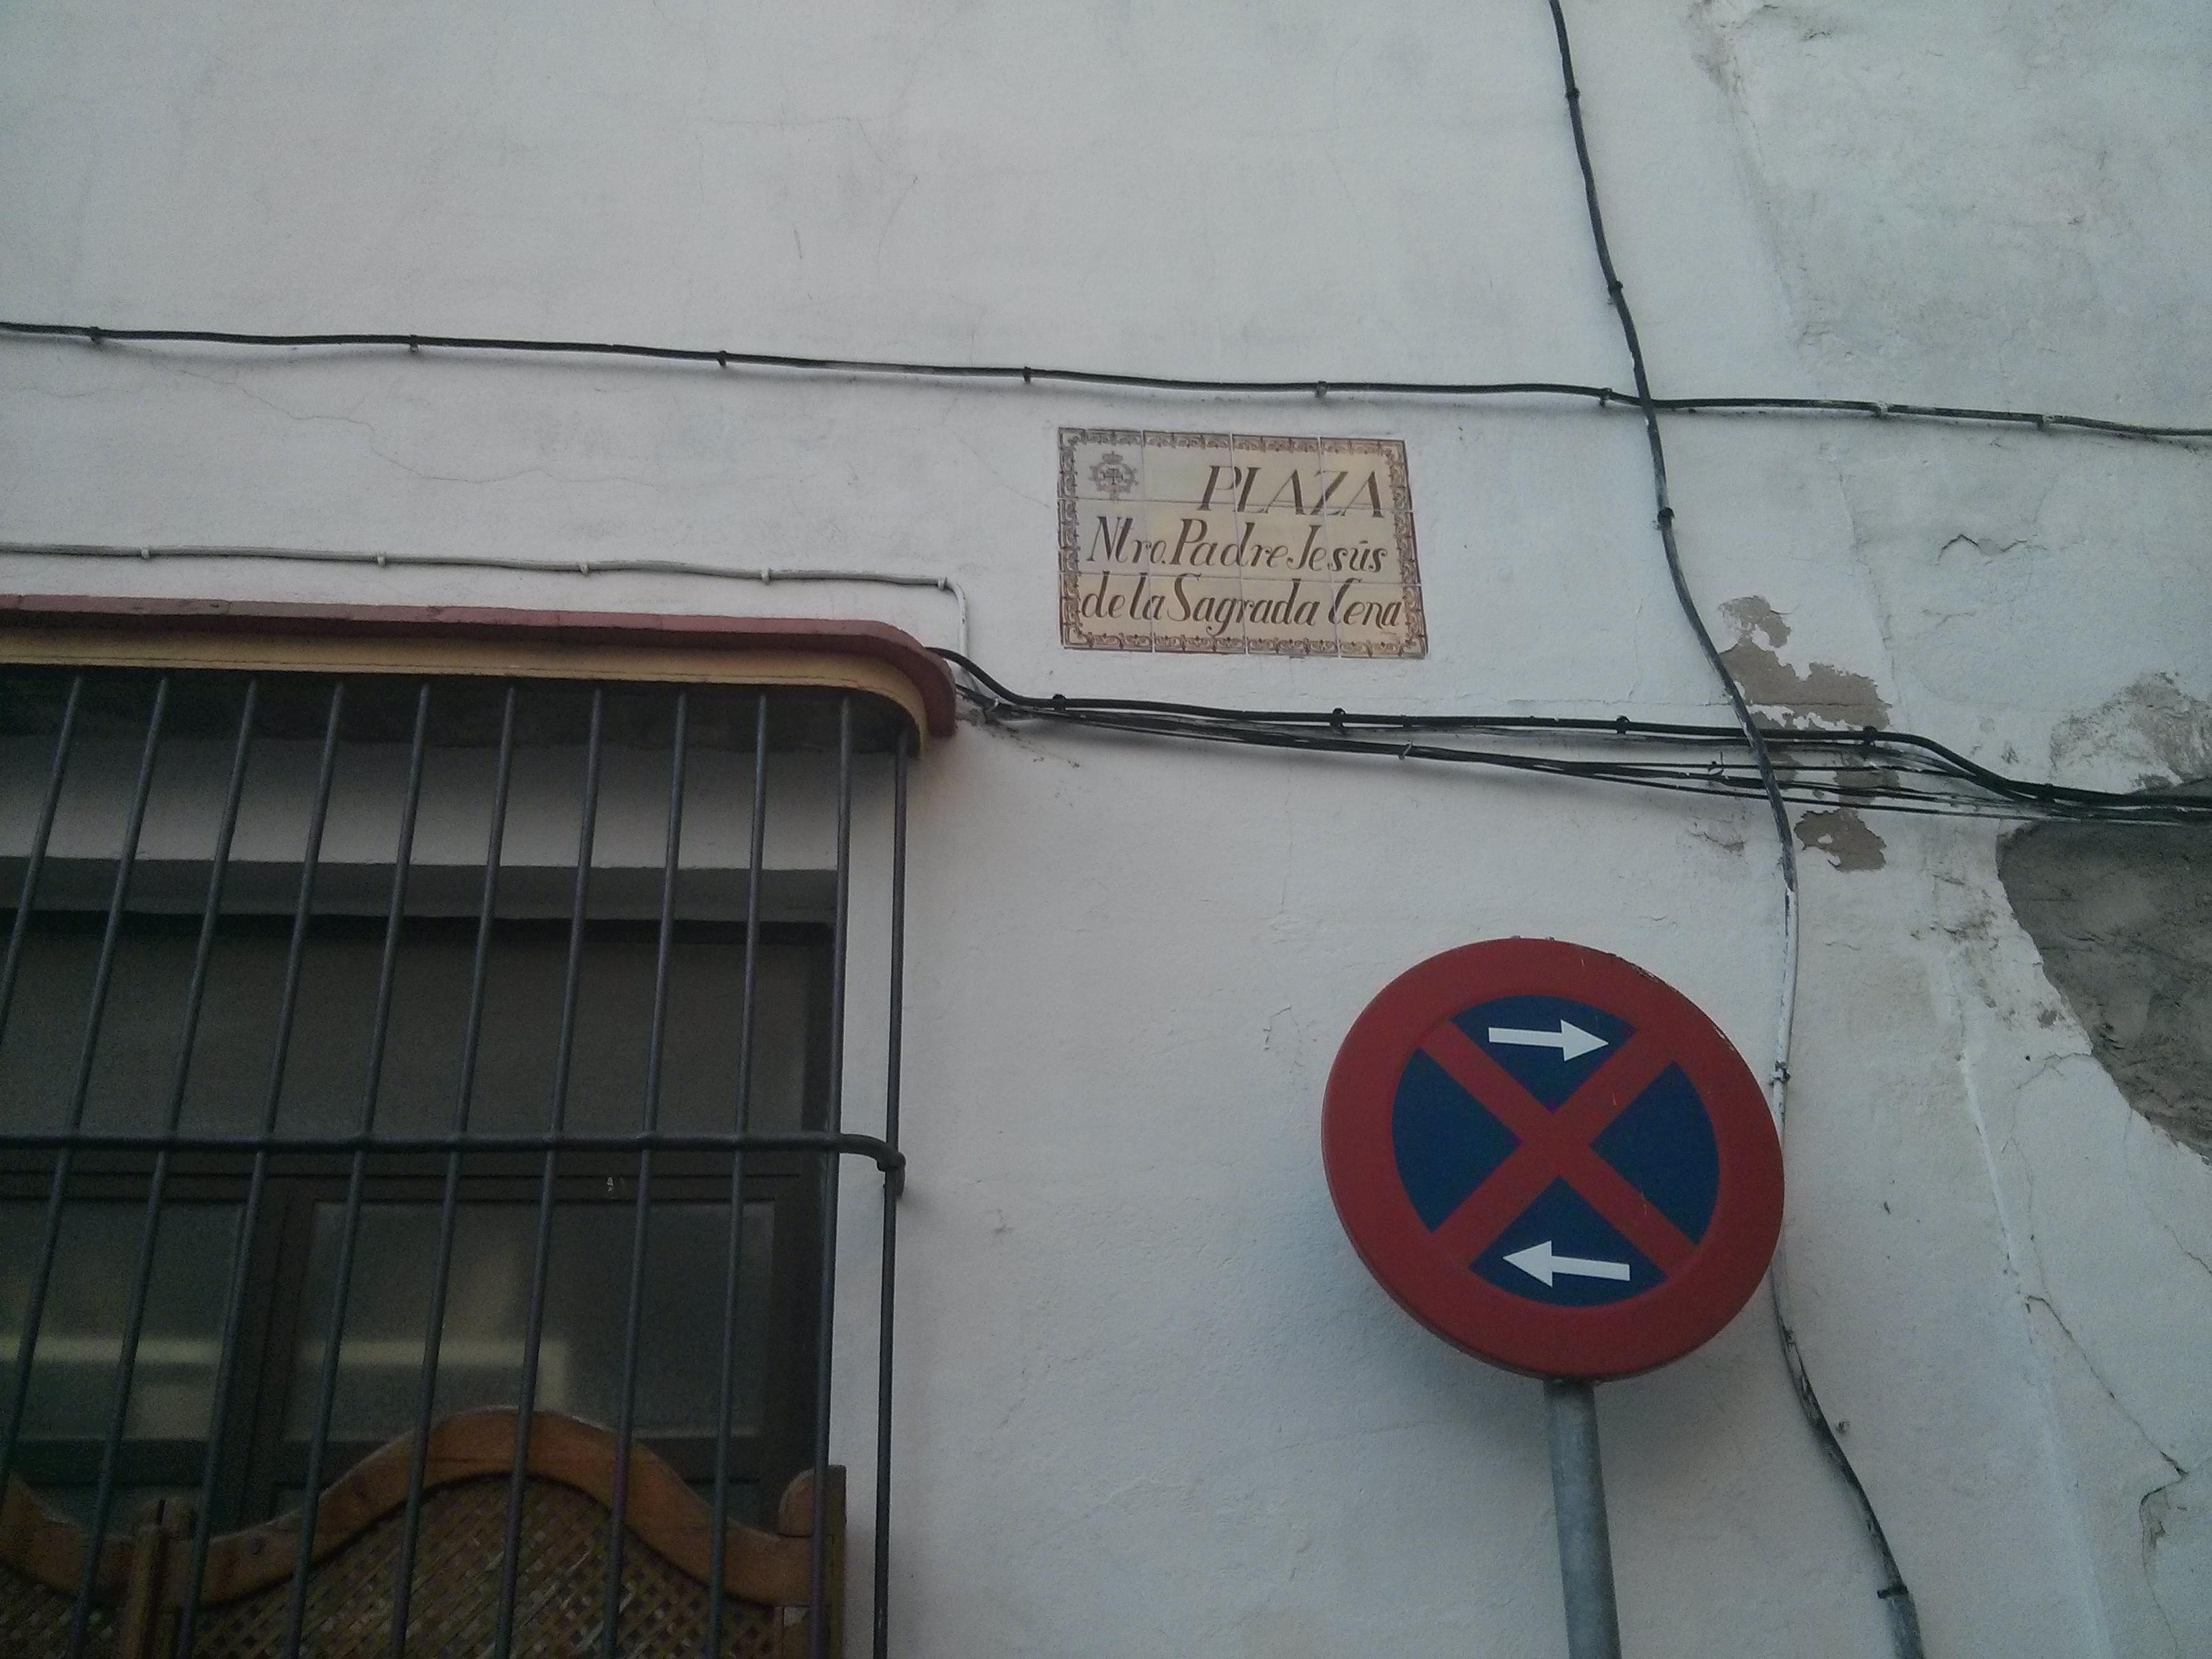 PLAZA
Ntro. Padre Jesús
de la Sagrada Cena